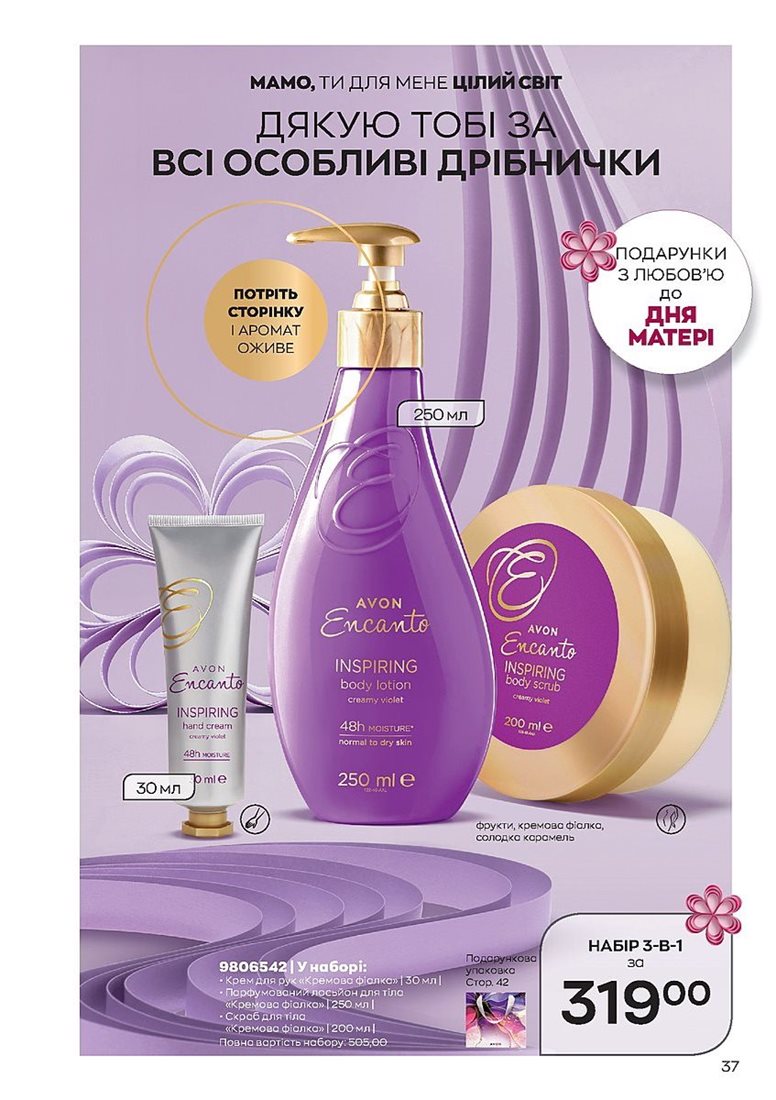 МАМО, ТИ ДЛЯ МЕНЕ ЦІЛИЙ СВІТ
ДЯКУЮ ТОБІ ЗА
ВСІ ОСОБЛИВІ ДРІБНИЧКИ
ПОДАРУНКИ
З ЛЮБОВ’Ю
ДО
ДНЯ
МАТЕРІ
ПОТРІТЬ
СТОРІНКУ
І АРОМАТ
ОЖИВЕ
250 мл
AVON
Encanto
INSPIRING
hand cream
creamy violet
48h MOISTURE
0 ml e
30 мл
AVON
Encanto
INSPIRING
body lotion
creamy violet
48h MOISTURE*
normal to dry skin
250 ml e
AVON
Encanto
INSPIRING
body scrub
creamy violet
200 ml e
фрукти, кремова фіалка,
солодка карамель
9806542 | У наборі:
• Крем для рук «Кремова фіалка» | 30 мл |
• Парфумований лосьйон для тіла
«Кремова фіалка» | 250 мл |
• Скраб для тіла
«Кремова фіалка» | 200 мл |
Повна вартість набору: 505,00
Подарункова
упаковка
Стор. 42
AVON
НАБІР 3-В-1
за
319⁰⁰
37